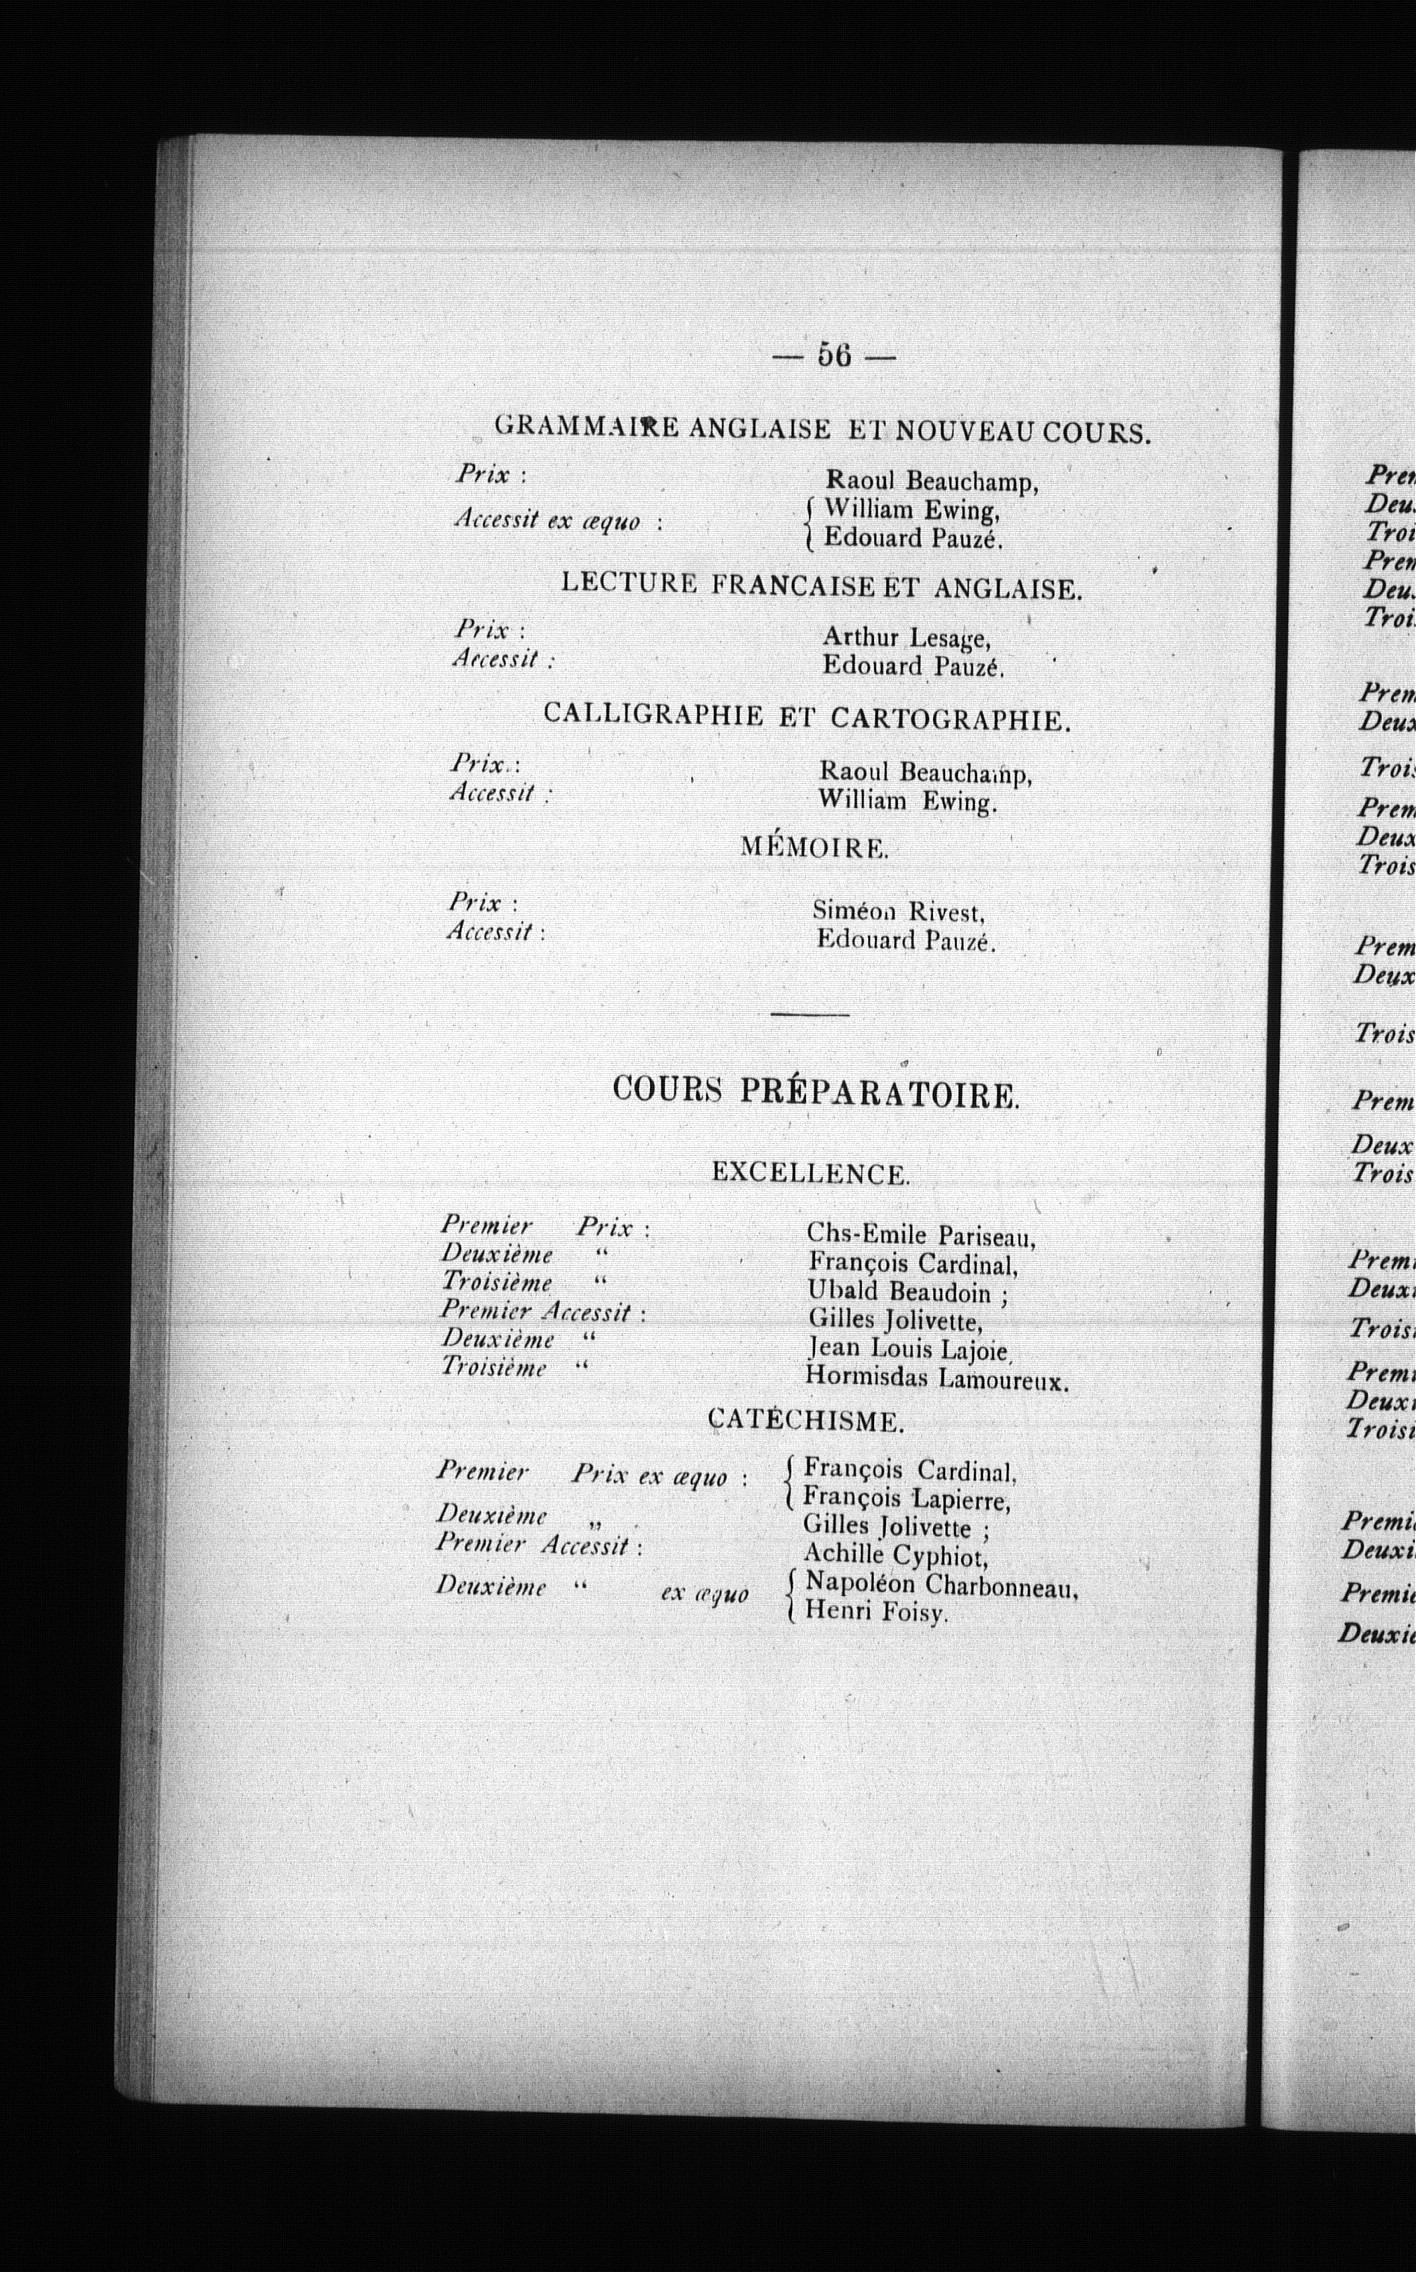 — 56 —
GRAMMAIRE ANGLAISE ET NOUVEAU COURS.
Prix : Raoul Beauchamp,
Accessit ex æquo : { William Ewing,
{ Edouard Pauzé.
LECTURE FRANCAISE ET ANGLAISE.
Prix : Arthur Lesage,
Accessit : Edouard Pauzé.
CALLIGRAPHIE ET CARTOGRAPHIE.
Prix : Raoul Beauchamp,
Accessit : William Ewing.
MÉMOIRE.
Prix : Siméon Rivest,
Accessit : Edouard Pauzé.
COURS PRÉPARATOIRE.
EXCELLENCE.
Premier Prix : Chs-Emile Pariseau,
Deuxième “ François Cardinal,
Troisième “ Ubald Beaudoin ;
Premier Accessit : Gilles Jolivette,
Deuxième “ Jean Louis Lajoie,
Troisième “ Hormisdas Lamoureux.
CATÉCHISME.
Premier Prix ex æquo : { François Cardinal,
{ François Lapierre,
Deuxième „ Gilles Jolivette ;
Premier Accessit : Achille Cyphiot,
Deuxième “ ex æquo { Napoléon Charbonneau,
{ Henri Foisy.